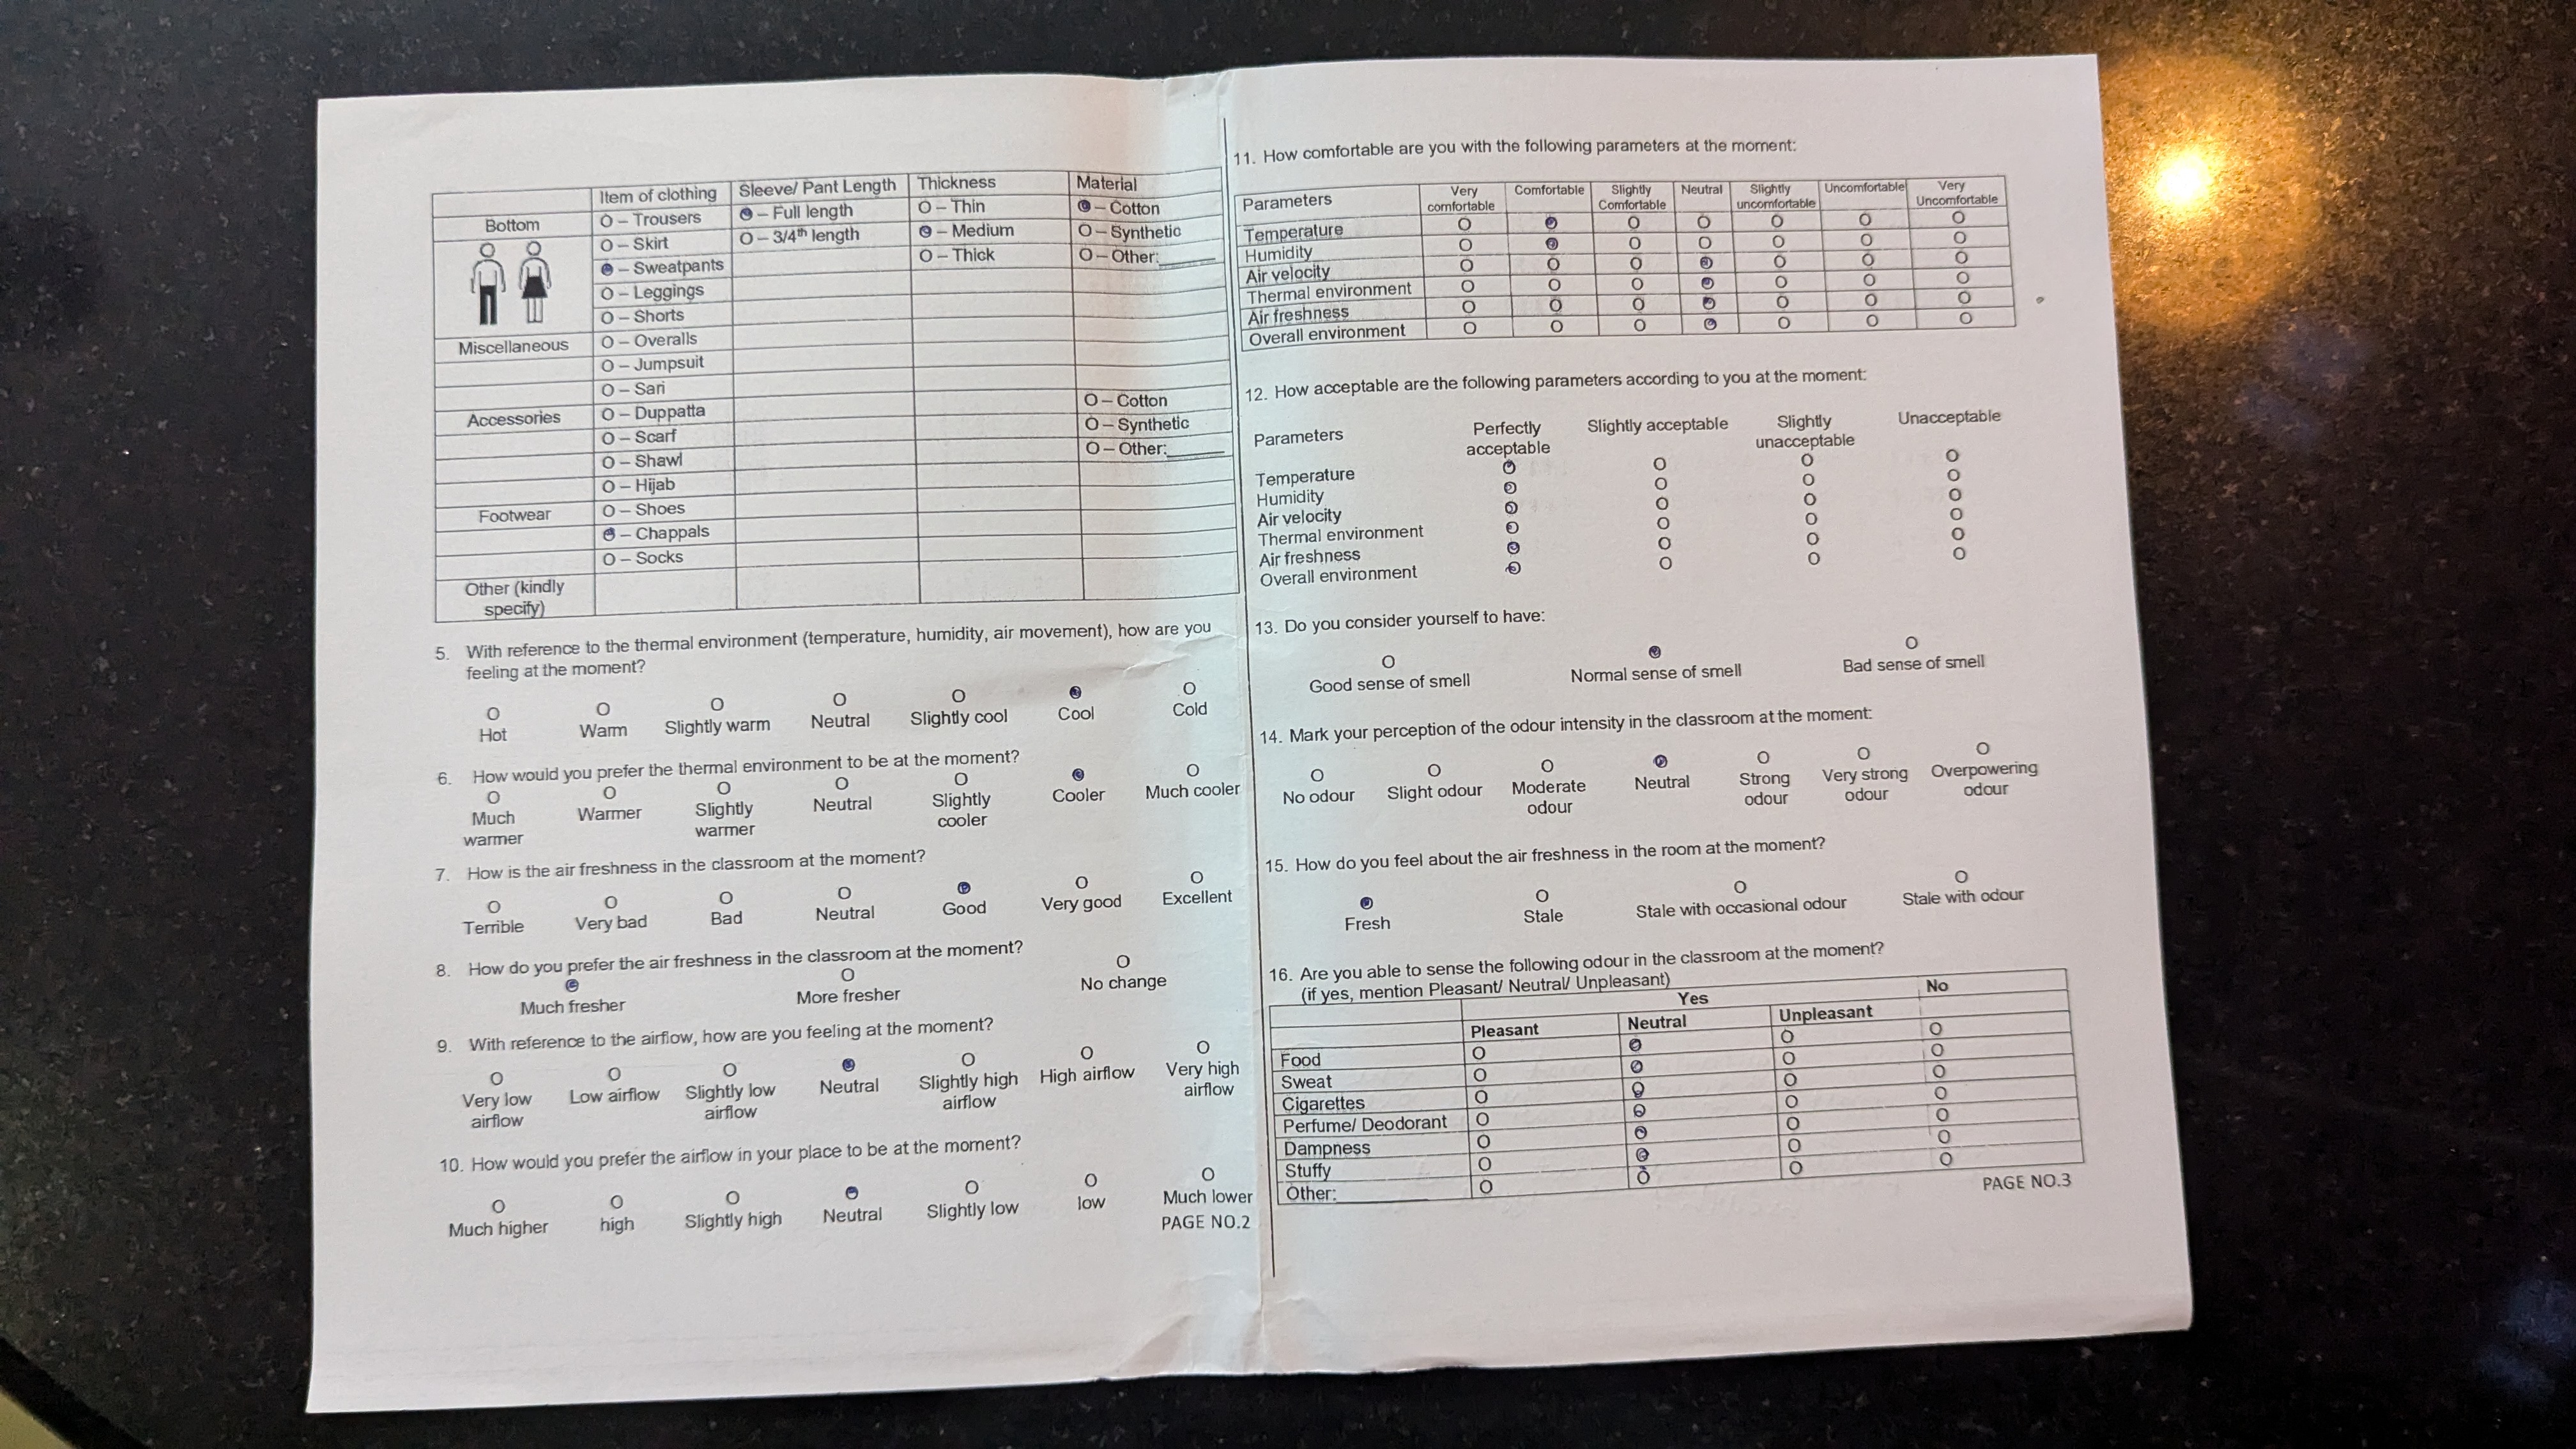 Item of clothing Sleeve/ Pant Length Thickness Material
Bottom O – Trousers O – Full length O – Thin O – Cotton
O – Skirt O – 3/4th length O – Medium O – Synthetic
O – Sweatpants O – Thick O – Other:______
O – Leggings
O – Shorts
Miscellaneous O – Overalls
O – Jumpsuit
O – Sari
Accessories O – Duppatta O – Cotton
O – Scarf O – Synthetic
O – Shawl O – Other:______
O – Hijab
Footwear O – Shoes
O – Chappals
O – Socks
Other (kindly
specify)
5. With reference to the thermal environment (temperature, humidity, air movement), how are you
feeling at the moment?
O O O O O O O
Hot Warm Slightly warm Neutral Slightly cool Cool Cold
6. How would you prefer the thermal environment to be at the moment?
O O O O O O O
Much Warmer Slightly Neutral Slightly Cooler Much cooler
warmer warmer cooler
7. How is the air freshness in the classroom at the moment?
O O O O O O O
Terrible Very bad Bad Neutral Good Very good Excellent
8. How do you prefer the air freshness in the classroom at the moment?
O O O
Much fresher More fresher No change
9. With reference to the airflow, how are you feeling at the moment?
O O O O O O O
Very low Low airflow Slightly low Neutral Slightly high High airflow Very high
airflow airflow airflow airflow
10. How would you prefer the airflow in your place to be at the moment?
O O O O O O O
Much higher high Slightly high Neutral Slightly low low Much lower
PAGE NO.2
11. How comfortable are you with the following parameters at the moment:
Parameters Very Comfortable Slightly Neutral Slightly Uncomfortable Very
comfortable Comfortable uncomfortable Uncomfortable
Temperature O O O O O O O
Humidity O O O O O O O
Air velocity O O O O O O O
Thermal environment O O O O O O O
Air freshness O O O O O O O
Overall environment O O O O O O O
12. How acceptable are the following parameters according to you at the moment:
Parameters Perfectly Slightly acceptable Slightly Unacceptable
acceptable unacceptable
Temperature O O O O
Humidity O O O O
Air velocity O O O O
Thermal environment O O O O
Air freshness O O O O
Overall environment O O O O
13. Do you consider yourself to have:
O O O
Good sense of smell Normal sense of smell Bad sense of smell
14. Mark your perception of the odour intensity in the classroom at the moment:
O O O O O O O
No odour Slight odour Moderate Neutral Strong Very strong Overpowering
odour odour odour odour
15. How do you feel about the air freshness in the room at the moment?
O O O O
Fresh Stale Stale with occasional odour Stale with odour
16. Are you able to sense the following odour in the classroom at the moment?
(if yes, mention Pleasant/ Neutral/ Unpleasant)
Yes No
Pleasant Neutral Unpleasant
Food O O O O
Sweat O O O O
Cigarettes O O O O
Perfume/ Deodorant O O O O
Dampness O O O O
Stuffy O O O O
Other:__________ O O O O
PAGE NO.3